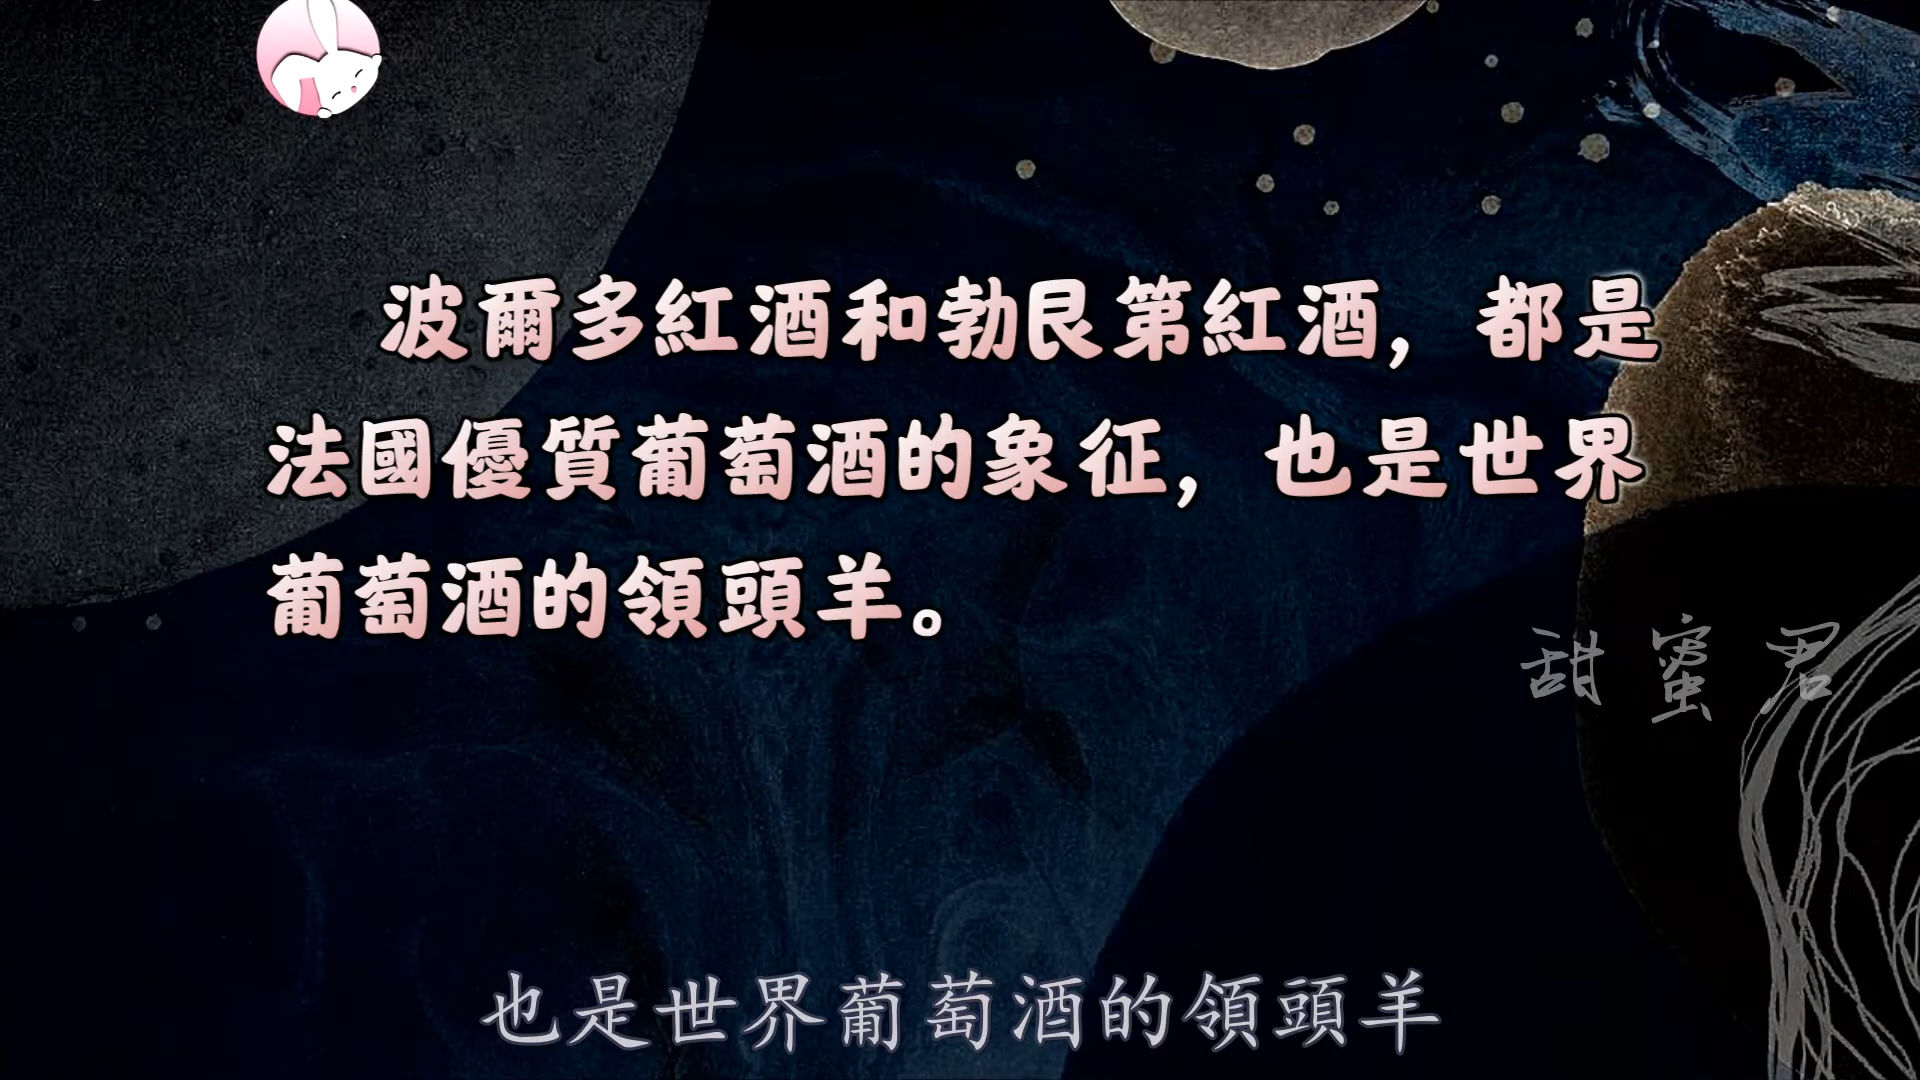 波爾多紅酒和勃艮第紅酒，都是
法國優質葡萄酒的象征，也是世界
葡萄酒的領頭羊。
甜蜜君
也是世界葡萄酒的領頭羊